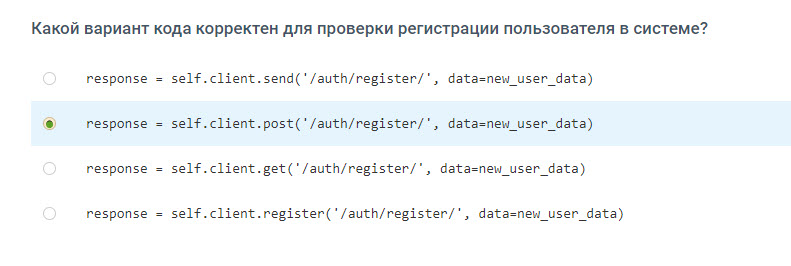 Какой вариант кода корректен для проверки регистрации пользователя в системе?
response = self.client.send('/auth/register/', data=new_user_data)
response = self.client.post('/auth/register/', data=new_user_data)
response = self.client.get('/auth/register/', data=new_user_data)
response = self.client.register('/auth/register/', data=new_user_data)